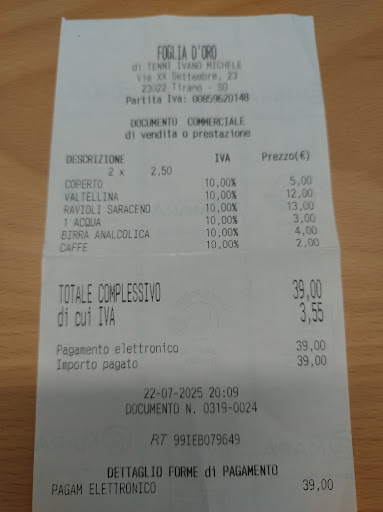 FOGLIA D'ORO
di TENNI IVANO MICHELE
Via XX Settembre, 23
23022 Tirano - SO
Partita Iva: 00859620148
DOCUMENTO COMMERCIALE
di vendita o prestazione
DESCRIZIONE IVA Prezzo(€)
2 x 2,50
COPERTO 10,00% 5,00
VALTELLINA 10,00% 12,00
RAVIOLI SARACENO 10,00% 13,00
1 ACQUA 10,00% 3,00
BIRRA ANALCOLICA 10,00% 4,00
CAFFE 10,00% 2,00
TOTALE COMPLESSIVO 39,00
di cui IVA 3,55
Pagamento elettronico 39,00
Importo pagato 39,00
22-07-2025 20:09
DOCUMENTO N. 0319-0024
RT 99IEB079649
DETTAGLIO FORME di PAGAMENTO
PAGAM ELETTRONICO 39,00